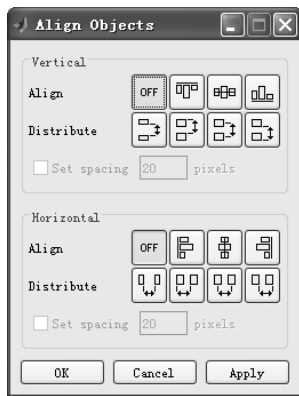 Align Objects
Vertical
Align OFF
Distribute
Set spacing 20 pixels
Horizontal
Align OFF
Distribute
Set spacing 20 pixels
OK Cancel Apply